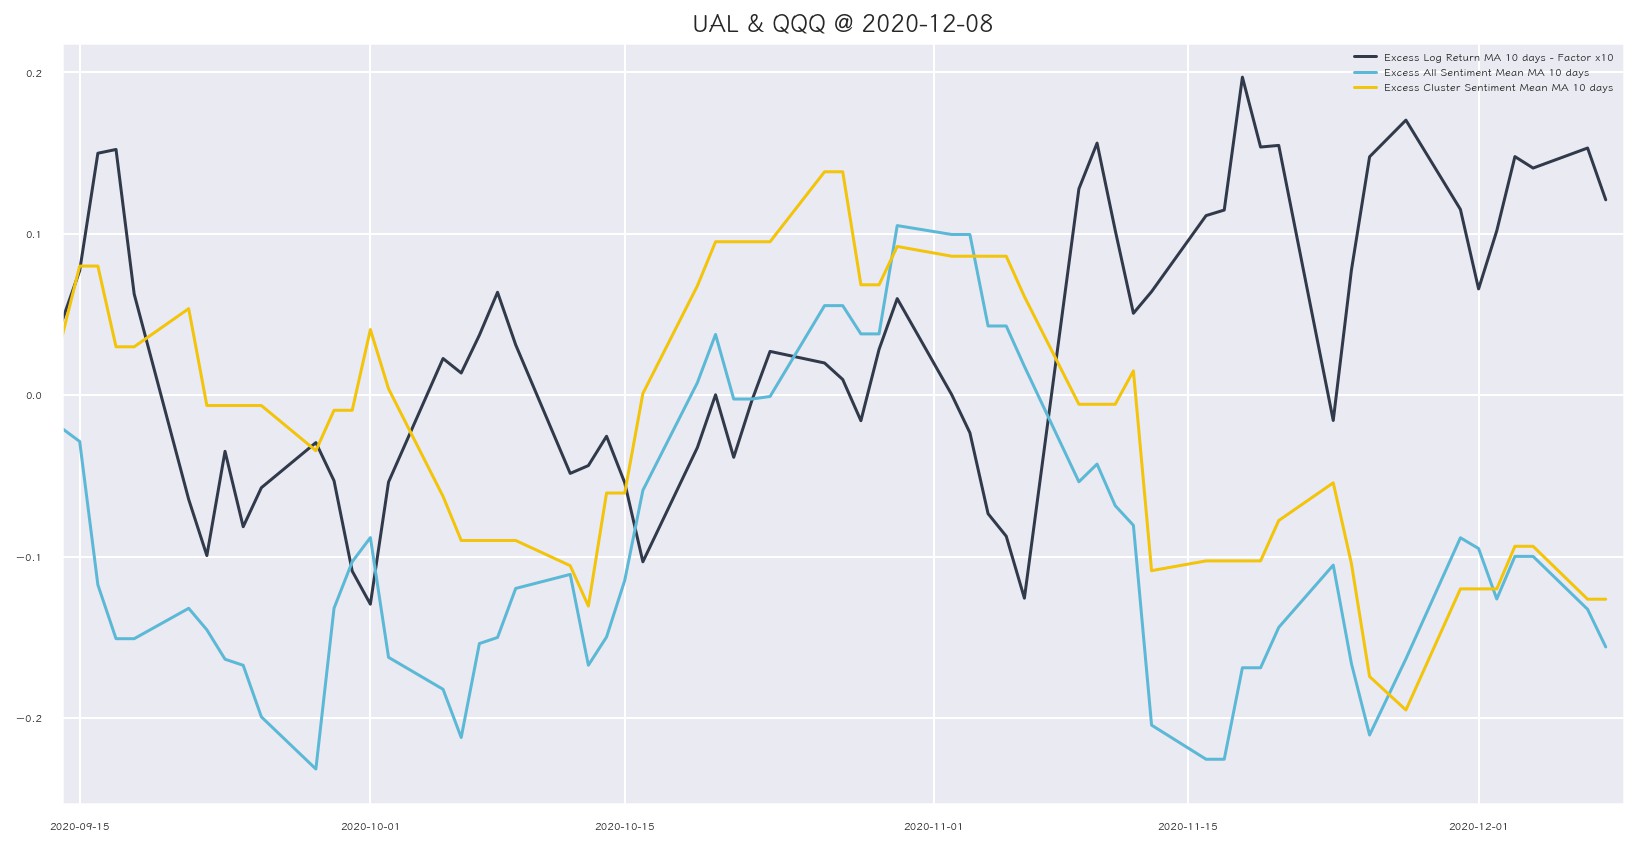 UAL & QQQ @ 2020-12-08
Excess Log Return MA 10 days - Factor x10
Excess All Sentiment Mean MA 10 days
Excess Cluster Sentiment Mean MA 10 days
0.2
0.1
0.0
−0.1
−0.2
2020-09-15 2020-10-01 2020-10-15 2020-11-01 2020-11-15 2020-12-01